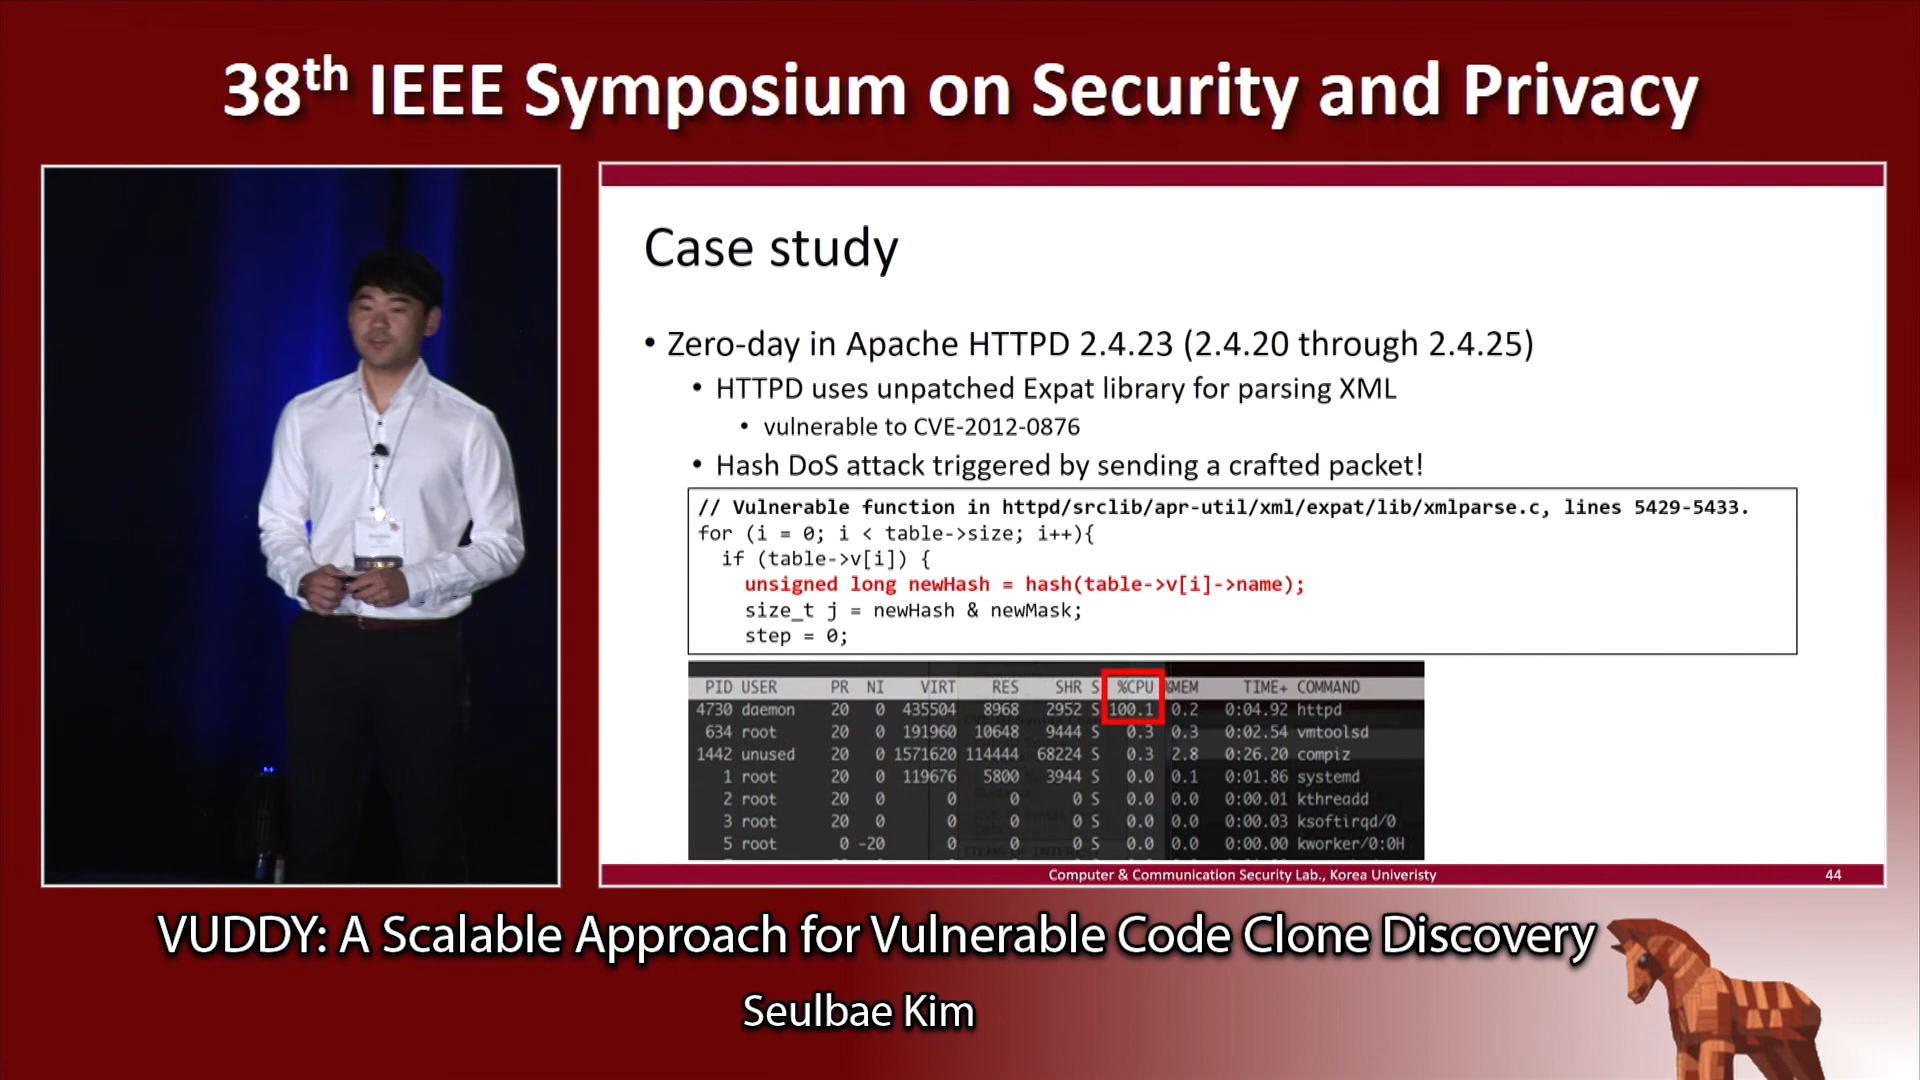 38th IEEE Symposium on Security and Privacy
Case study
• Zero-day in Apache HTTPD 2.4.23 (2.4.20 through 2.4.25)
• HTTPD uses unpatched Expat library for parsing XML
• vulnerable to CVE-2012-0876
• Hash DoS attack triggered by sending a crafted packet!
// Vulnerable function in httpd/srclib/apr-util/xml/expat/lib/xmlparse.c, lines 5429-5433.
for (i = 0; i < table->size; i++){
if (table->v[i]) {
unsigned long newHash = hash(table->v[i]->name);
size_t j = newHash & newMask;
step = 0;
PID USER PR NI VIRT RES SHR S %CPU %MEM TIME+ COMMAND
4730 daemon 20 0 435504 8968 2952 S 100.1 0.2 0:04.92 httpd
634 root 20 0 191960 10648 9444 S 0.3 0.3 0:02.54 vmtoolsd
1442 unused 20 0 1571620 114444 68224 S 0.3 2.8 0:26.20 compiz
1 root 20 0 119676 5800 3944 S 0.0 0.1 0:01.86 systemd
2 root 20 0 0 0 0 S 0.0 0.0 0:00.01 kthreadd
3 root 20 0 0 0 0 S 0.0 0.0 0:00.03 ksoftirqd/0
5 root 0 -20 0 0 0 S 0.0 0.0 0:00.00 kworker/0:0H
Computer & Communication Security Lab., Korea Univeristy
44
VUDDY: A Scalable Approach for Vulnerable Code Clone Discovery
Seulbae Kim